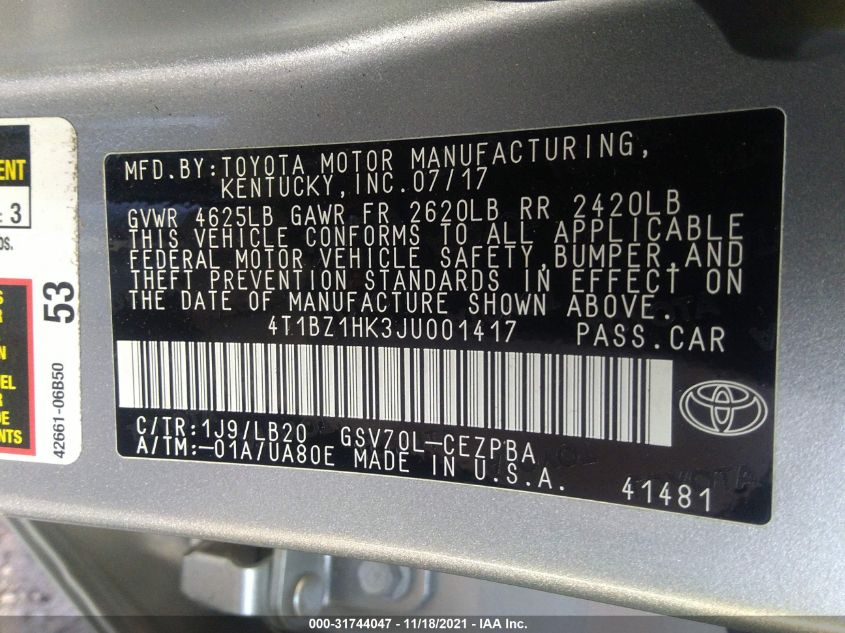 MFD.BY:TOYOTA MOTOR MANUFACTURING,
KENTUCKY,INC.07/17
GVWR 4625LB GAWR FR 2620LB RR 2420LB
THIS VEHICLE CONFORMS TO ALL APPLICABLE
FEDERAL MOTOR VEHICLE SAFETY,BUMPER,AND
THEFT PREVENTION STANDARDS IN EFFECT ON
THE DATE OF MANUFACTURE SHOWN ABOVE.
4T1BZ1HK3JU001417 PASS.CAR
C/TR:1J9/LB20 GSV70L-CEZPBA
A/TM:-01A/UA80E MADE IN U.S.A.
41481
3
53
42661-06B50
000-31744047 - 11/18/2021 - IAA Inc.